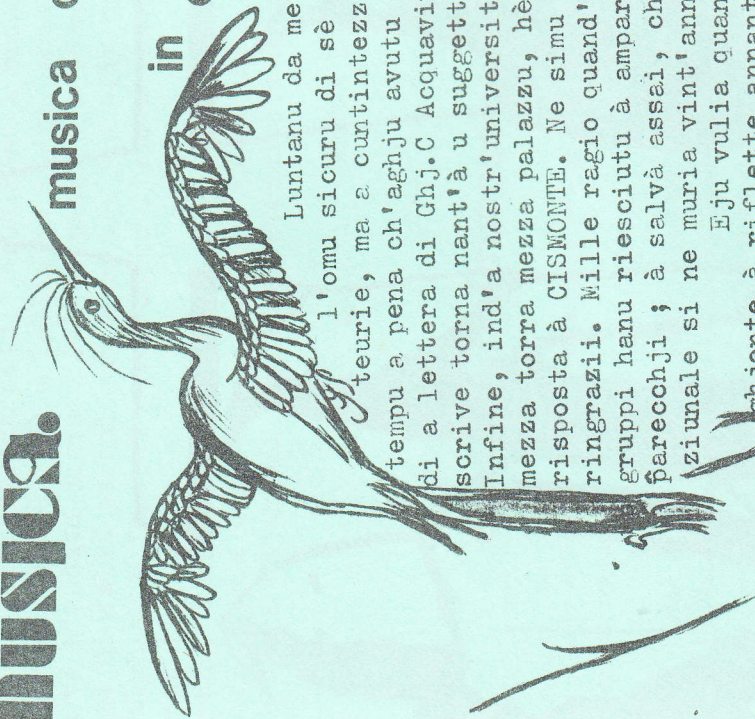 MUSICA.
musica
in
Luntanu da me
l'omu sicuru di sè
teurie, ma a cuntintezz
tempu a pena ch'aghju avutu
di a lettera di Ghj.C Acquavi
scrive torna nant'à u suggett
Infine, ind'a nostr'universit
mezza torra mezza palazzu, hè
risposta à CISMONTE. Ne simu
ringrazii. Mille ragio quand'
gruppi hanu riesciutu à ampar
parecohji ; à salvà assai, ch
ziunale si ne muria vint'ann
Eju vulia quan
à riflette